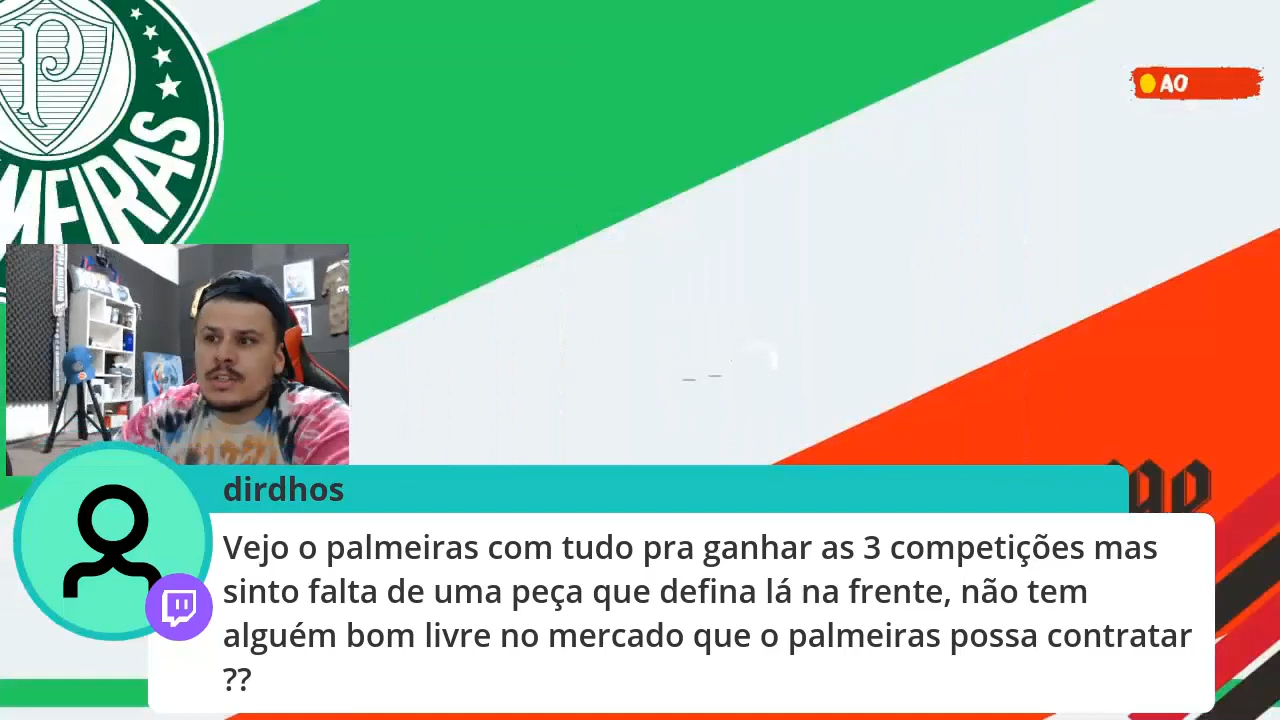 P
MEIRAS
AO
dirdhos
Vejo o palmeiras com tudo pra ganhar as 3 competições mas
sinto falta de uma peça que defina lá na frente, não tem
alguém bom livre no mercado que o palmeiras possa contratar
??